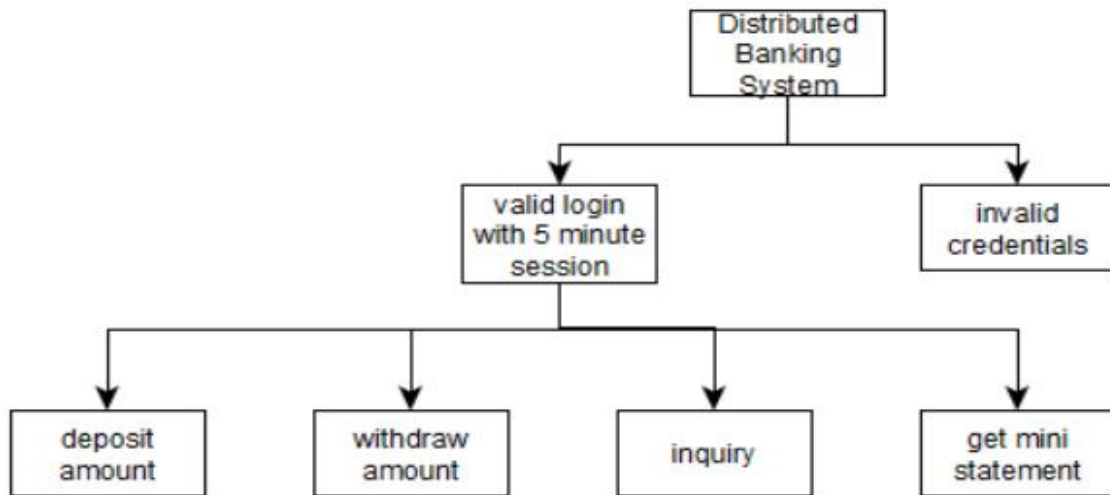 Distributed
Banking
System
valid login
with 5 minute
session
invalid
credentials
deposit
amount
withdraw
amount
inquiry
get mini
statement